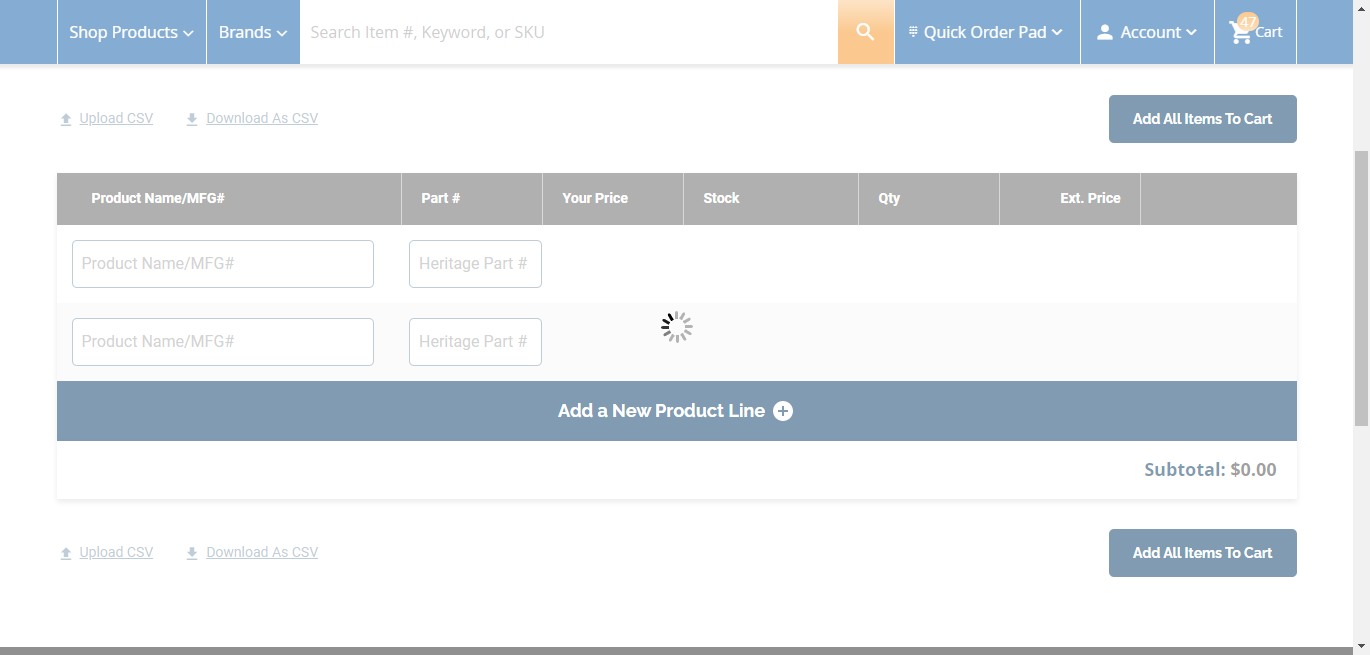 Shop Products
Brands
Search Item #, Keyword, or SKU
Quick Order Pad
Account
47
Cart
Upload CSV
Download As CSV
Add All Items To Cart
Product Name/MFG#
Part #
Your Price
Stock
Qty
Ext. Price
Product Name/MFG#
Heritage Part #
Product Name/MFG#
Heritage Part #
Add a New Product Line
Subtotal: $0.00
Upload CSV
Download As CSV
Add All Items To Cart